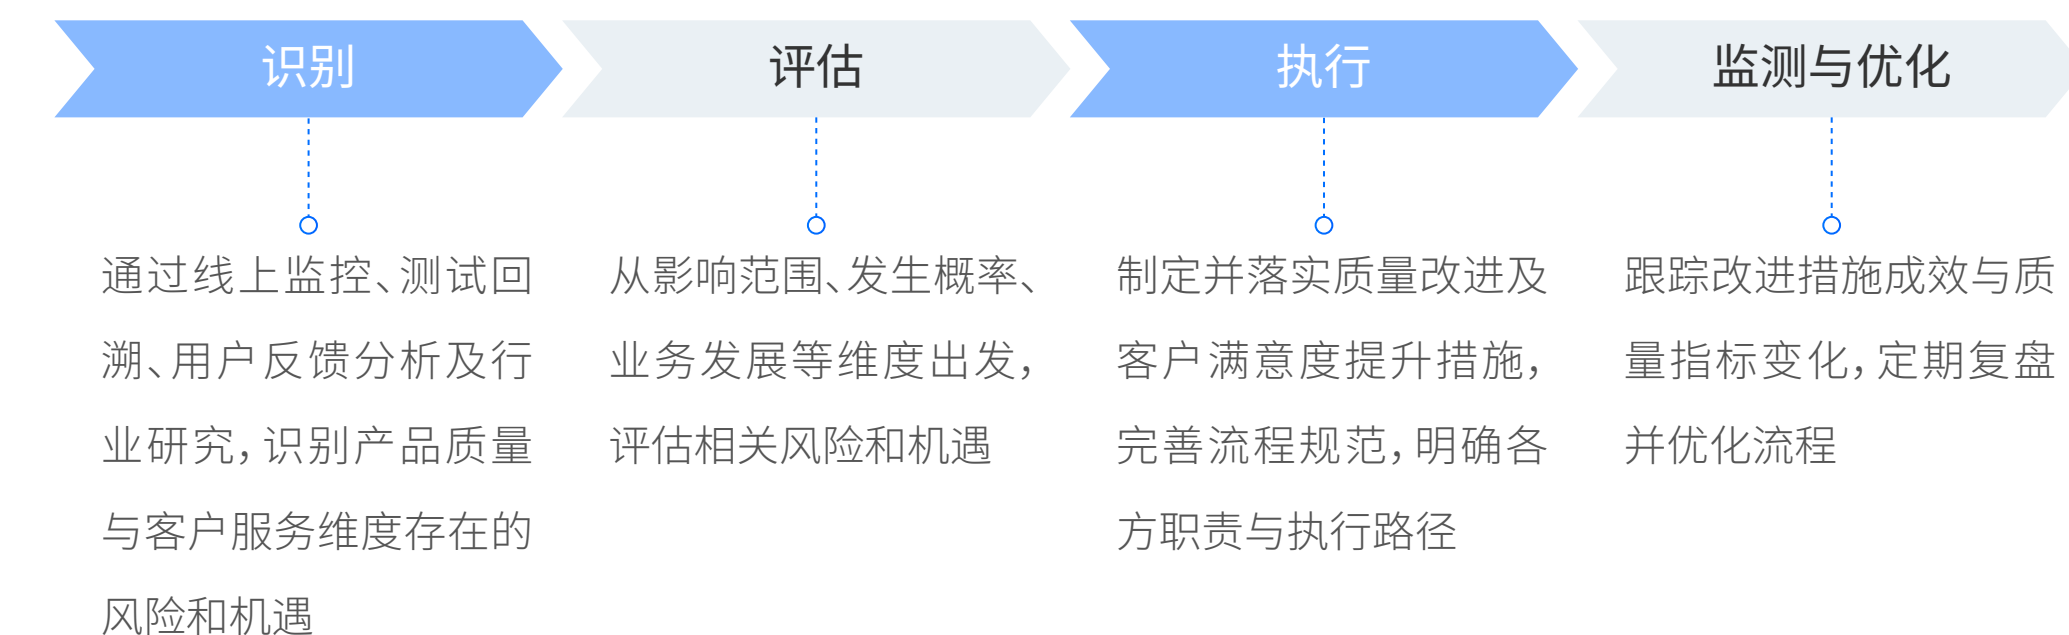 识别
通过线上监控、测试回
溯、用户反馈分析及行
业研究，识别产品质量
与客户服务维度存在的
风险和机遇
评估
从影响范围、发生概率、
业务发展等维度出发，
评估相关风险和机遇
执行
制定并落实质量改进及
客户满意度提升措施，
完善流程规范，明确各
方职责与执行路径
监测与优化
跟踪改进措施成效与质
量指标变化，定期复盘
并优化流程